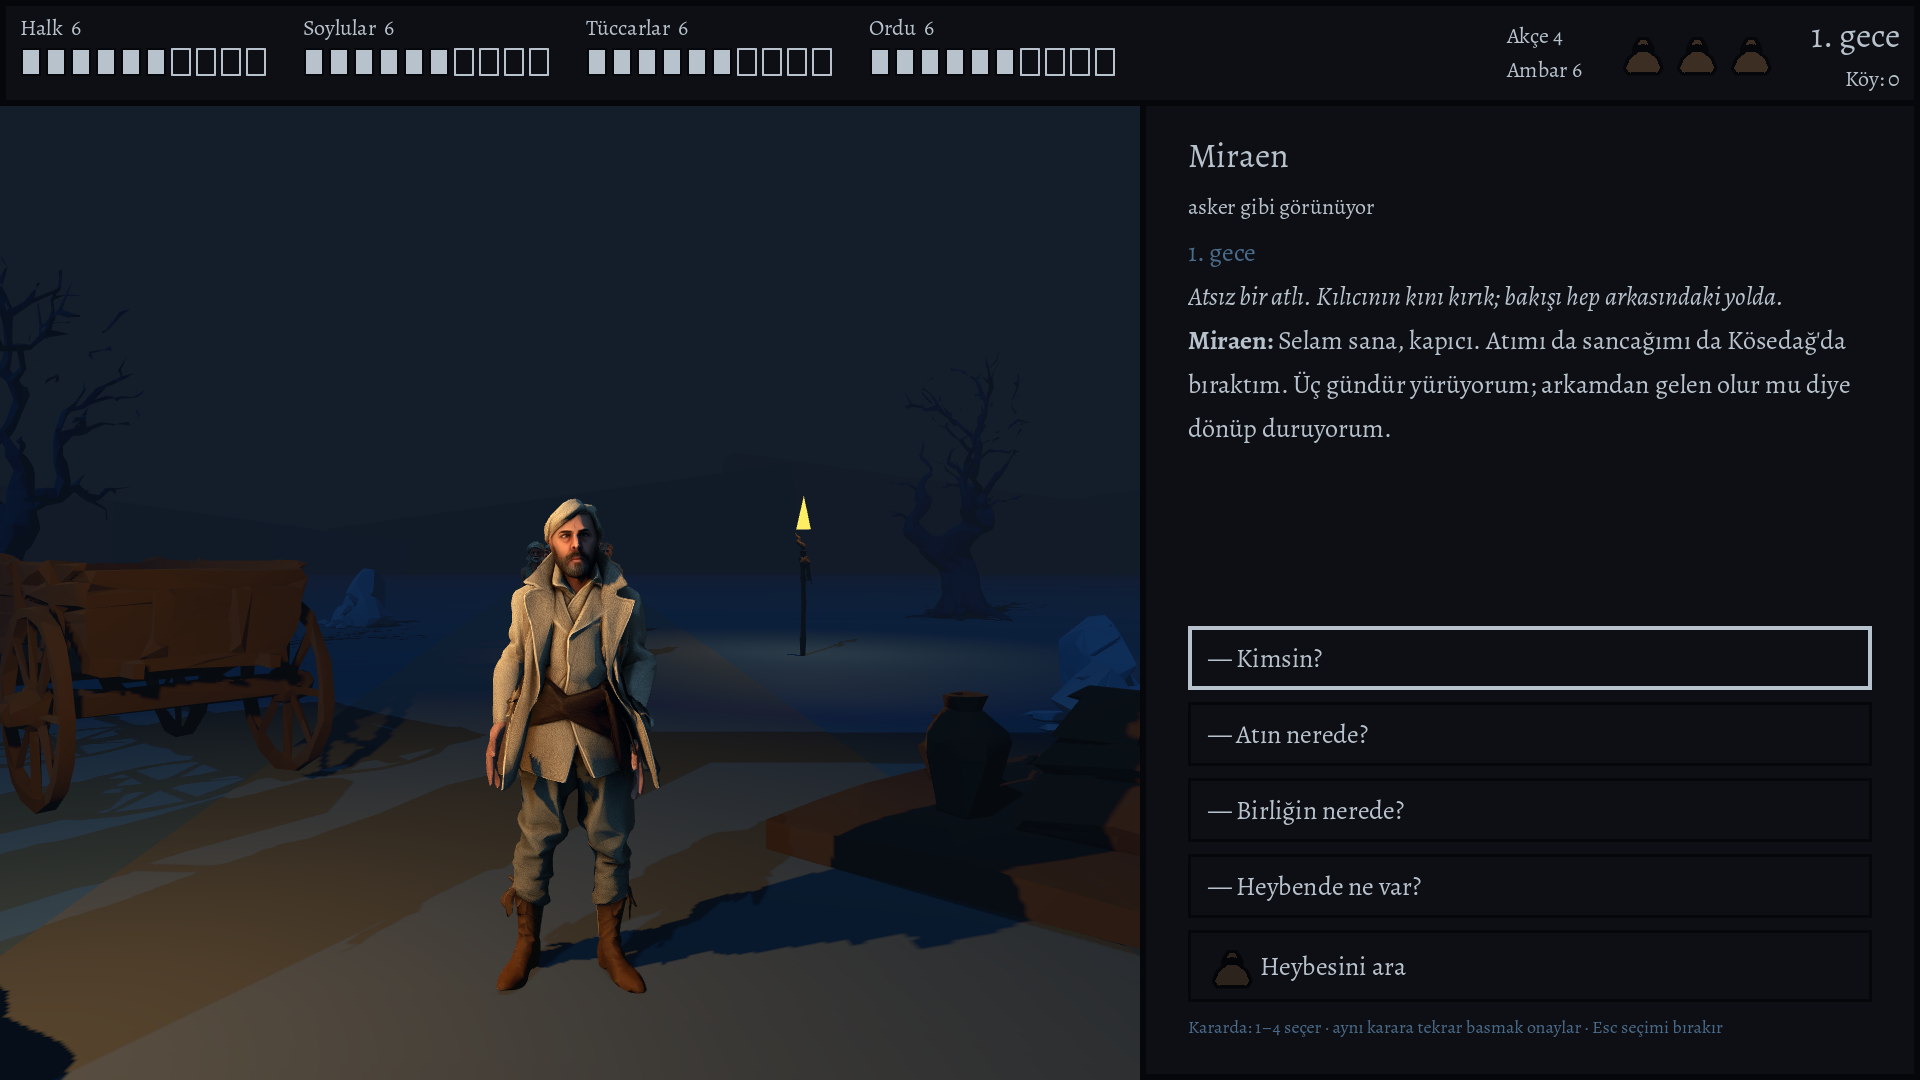 Halk 6
Soylular 6
Tüccarlar 6
Ordu 6
Akçe 4
Ambar 6
1. gece
Köy: 0
Miraen
asker gibi görünüyor
1. gece
Atsız bir atlı. Kılıcının kını kırık; bakışı hep arkasındaki yolda.
Miraen: Selam sana, kapıcı. Atımı da sancağımı da Kösedağ'da
bıraktım. Üç gündür yürüyorum; arkamdan gelen olur mu diye
dönüp duruyorum.
— Kimsin?
— Atın nerede?
— Birliğin nerede?
— Heybende ne var?
Heybesini ara
Kararda: 1–4 seçer · aynı karara tekrar basmak onaylar · Esc seçimi bırakır